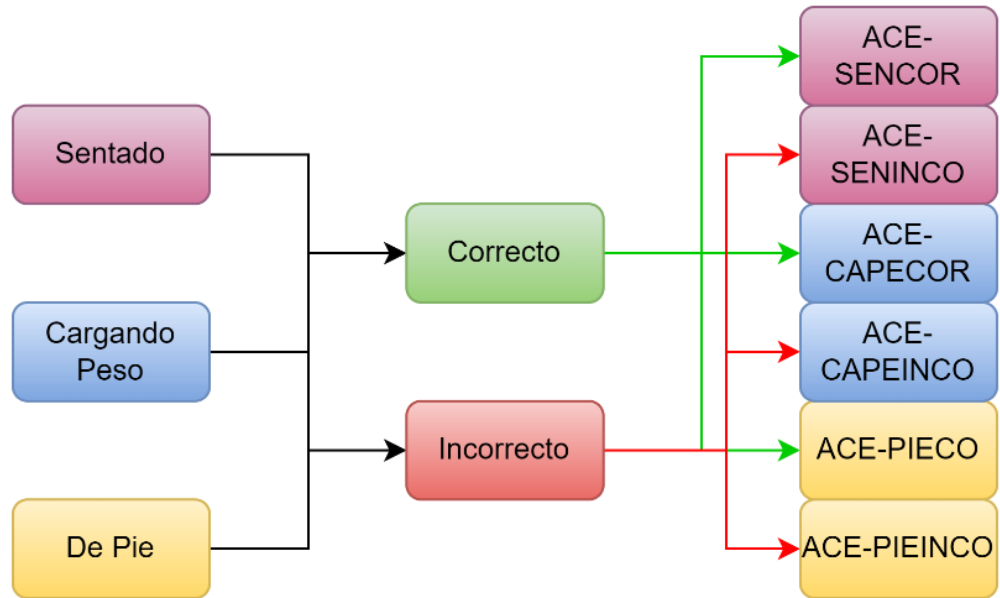 Sentado
Cargando
Peso
De Pie
Correcto
Incorrecto
ACE-
SENCOR
ACE-
SENINCO
ACE-
CAPECOR
ACE-
CAPEINCO
ACE-PIECO
ACE-PIEINCO